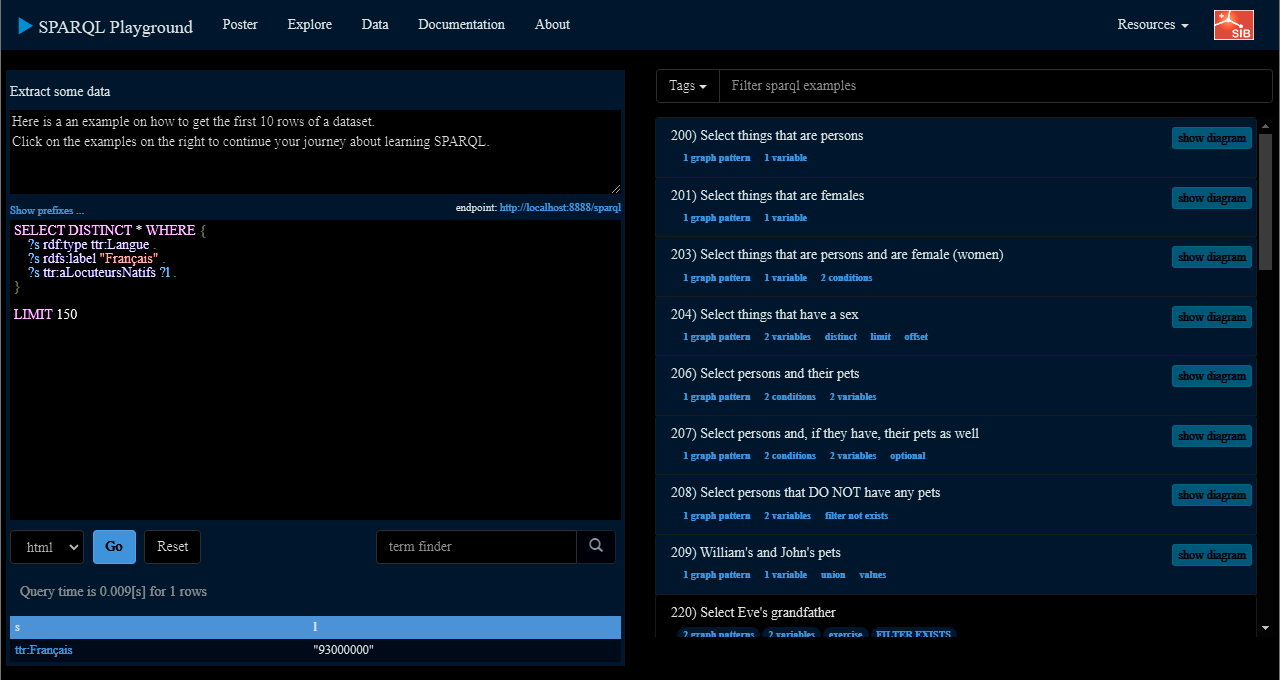 SPARQL Playground Poster Explore Data Documentation About Resources SIB
Extract some data
Here is a an example on how to get the first 10 rows of a dataset.
Click on the examples on the right to continue your journey about learning SPARQL.
Show prefixes ... endpoint: http://localhost:8888/sparql
SELECT DISTINCT * WHERE {
?s rdf:type ttr:Langue .
?s rdfs:label "Français" .
?s ttr:aLocuteursNatifs ?l .
}
LIMIT 150
html Go Reset term finder
Query time is 0.009[s] for 1 rows
s l
ttr:Français "93000000"
Tags Filter sparql examples
200) Select things that are persons show diagram
1 graph pattern 1 variable
201) Select things that are females show diagram
1 graph pattern 1 variable
203) Select things that are persons and are female (women) show diagram
1 graph pattern 1 variable 2 conditions
204) Select things that have a sex show diagram
1 graph pattern 2 variables distinct limit offset
206) Select persons and their pets show diagram
1 graph pattern 2 conditions 2 variables
207) Select persons and, if they have, their pets as well show diagram
1 graph pattern 2 conditions 2 variables optional
208) Select persons that DO NOT have any pets show diagram
1 graph pattern 2 variables filter not exists
209) William's and John's pets show diagram
1 graph pattern 1 variable union values
220) Select Eve's grandfather
2 graph patterns 2 variables exercise FILTER EXISTS